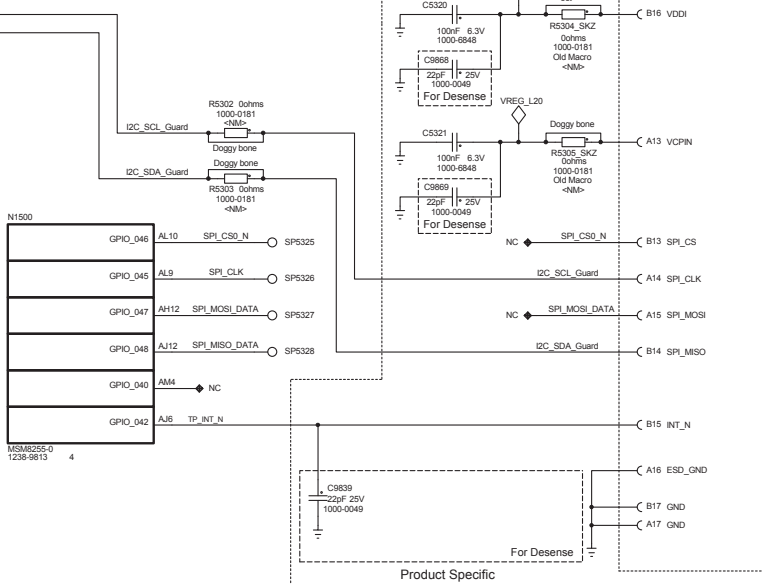 C5320
100nF 6.3V
1000-6848
R5304_SKZ
0ohms
1000-0181
Old Macro
<NM>
B16 VDDI
C9868
22pF 25V
1000-0049
For Desense
VREG_L20
R5302 0ohms
1000-0181
<NM>
I2C_SCL_Guard
Doggy bone
C5321
100nF 6.3V
1000-6848
Doggy bone
R5305_SKZ
0ohms
1000-0181
Old Macro
<NM>
A13 VCPIN
Doggy bone
I2C_SDA_Guard
R5303 0ohms
1000-0181
<NM>
C9869
22pF 25V
1000-0049
For Desense
N1500
GPIO_046 AL10 SPI_CS0_N SP5325
NC SPI_CS0_N B13 SPI_CS
GPIO_045 AL9 SPI_CLK SP5326
I2C_SCL_Guard A14 SPI_CLK
GPIO_047 AH12 SPI_MOSI_DATA SP5327
NC SPI_MOSI_DATA A15 SPI_MOSI
GPIO_048 AJ12 SPI_MISO_DATA SP5328
I2C_SDA_Guard B14 SPI_MISO
GPIO_040 AM4 NC
GPIO_042 AJ6 TP_INT_N
B15 INT_N
MSM8255-0
1238-9813 4
A16 ESD_GND
C9839
22pF 25V
1000-0049
B17 GND
A17 GND
For Desense
Product Specific